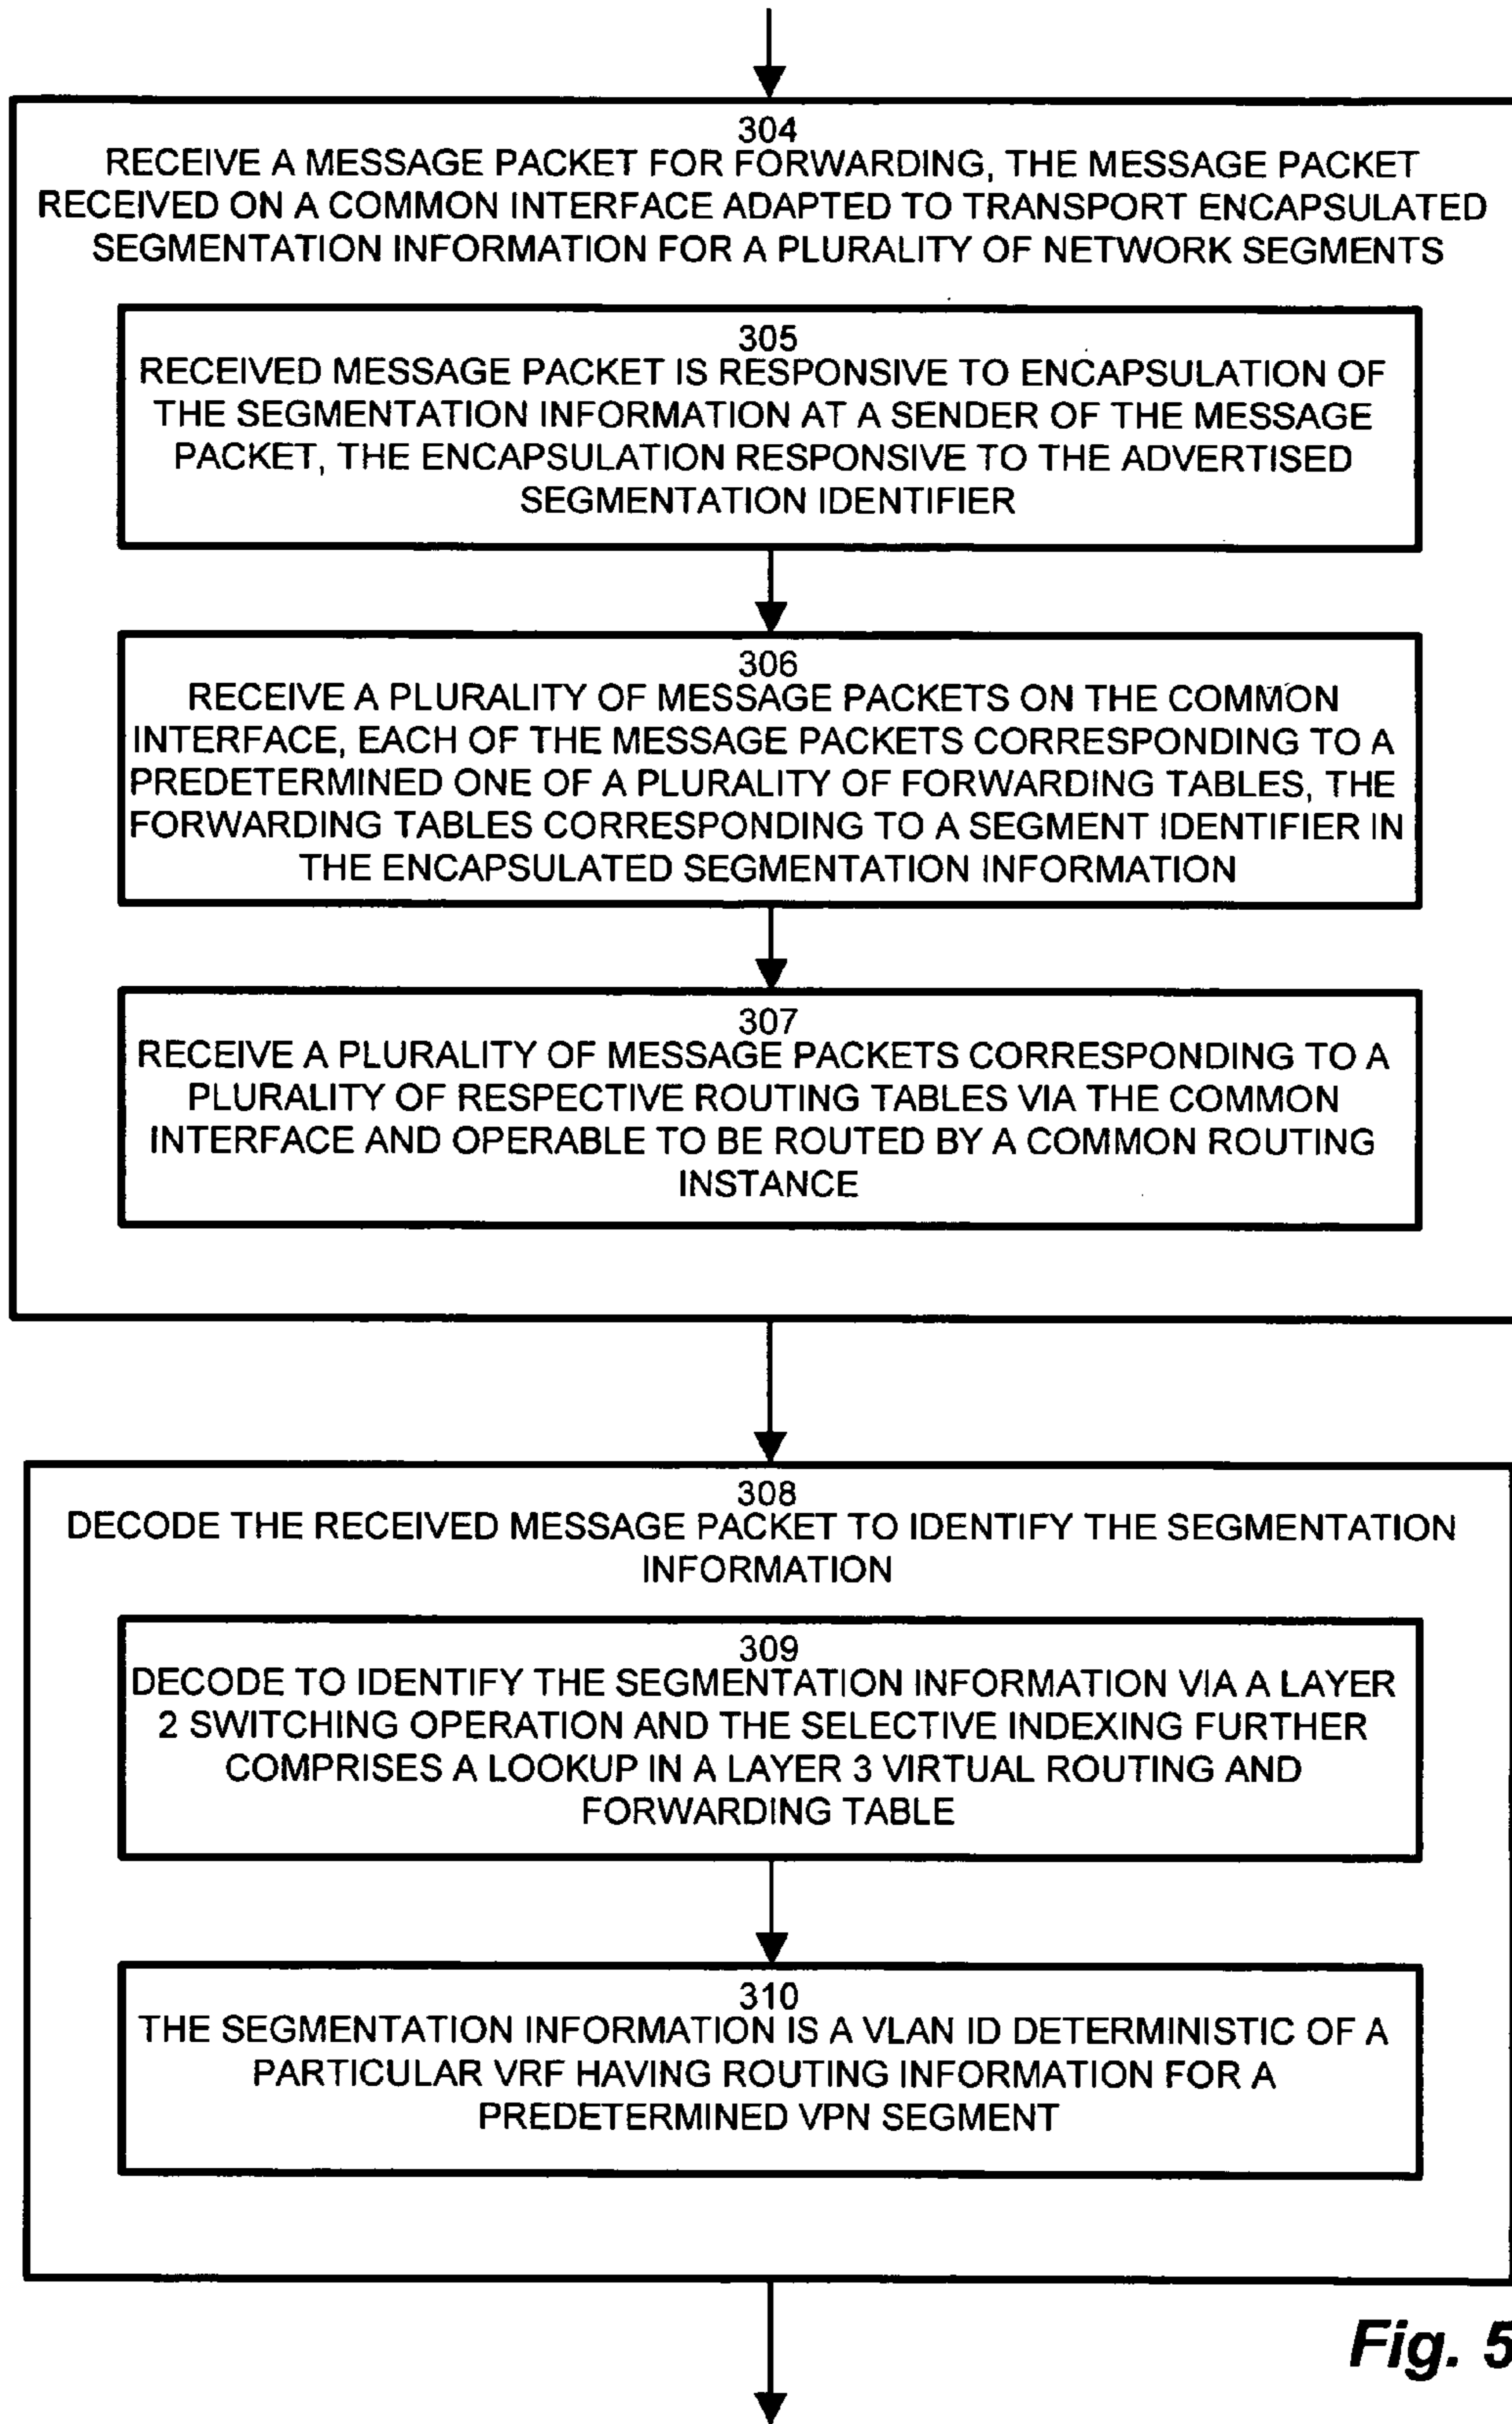 304
RECEIVE A MESSAGE PACKET FOR FORWARDING, THE MESSAGE PACKET
RECEIVED ON A COMMON INTERFACE ADAPTED TO TRANSPORT ENCAPSULATED
SEGMENTATION INFORMATION FOR A PLURALITY OF NETWORK SEGMENTS
305
RECEIVED MESSAGE PACKET IS RESPONSIVE TO ENCAPSULATION OF
THE SEGMENTATION INFORMATION AT A SENDER OF THE MESSAGE
PACKET, THE ENCAPSULATION RESPONSIVE TO THE ADVERTISED
SEGMENTATION IDENTIFIER
306
RECEIVE A PLURALITY OF MESSAGE PACKETS ON THE COMMON
INTERFACE, EACH OF THE MESSAGE PACKETS CORRESPONDING TO A
PREDETERMINED ONE OF A PLURALITY OF FORWARDING TABLES, THE
FORWARDING TABLES CORRESPONDING TO A SEGMENT IDENTIFIER IN
THE ENCAPSULATED SEGMENTATION INFORMATION
307
RECEIVE A PLURALITY OF MESSAGE PACKETS CORRESPONDING TO A
PLURALITY OF RESPECTIVE ROUTING TABLES VIA THE COMMON
INTERFACE AND OPERABLE TO BE ROUTED BY A COMMON ROUTING
INSTANCE
308
DECODE THE RECEIVED MESSAGE PACKET TO IDENTIFY THE SEGMENTATION
INFORMATION
309
DECODE TO IDENTIFY THE SEGMENTATION INFORMATION VIA A LAYER
2 SWITCHING OPERATION AND THE SELECTIVE INDEXING FURTHER
COMPRISES A LOOKUP IN A LAYER 3 VIRTUAL ROUTING AND
FORWARDING TABLE
310
THE SEGMENTATION INFORMATION IS A VLAN ID DETERMINISTIC OF A
PARTICULAR VRF HAVING ROUTING INFORMATION FOR A
PREDETERMINED VPN SEGMENT
Fig. 5